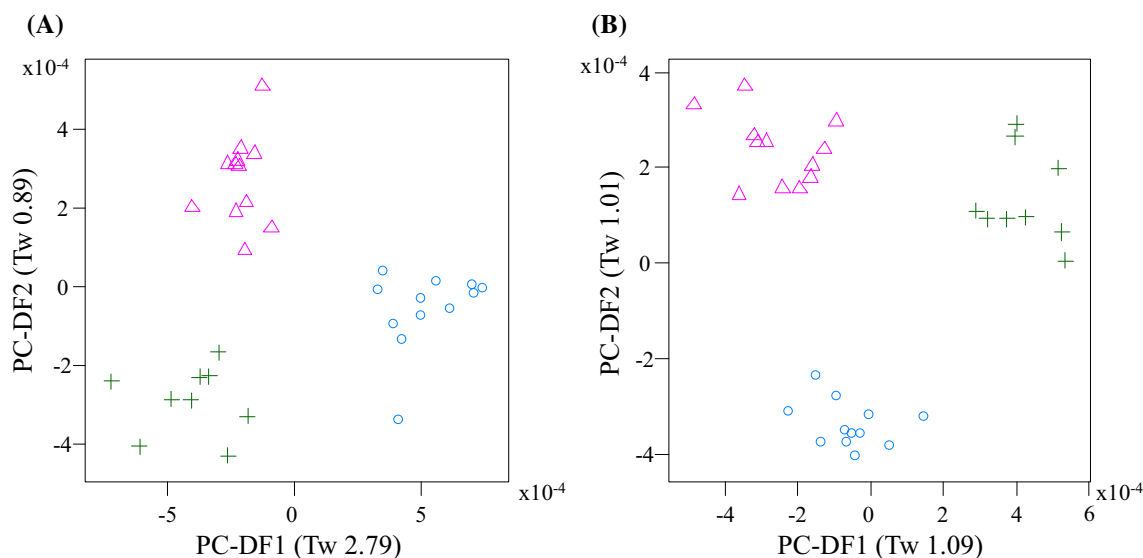 (A)
x10⁻⁴
4
2
0
-2
-4
PC-DF2 (Tw 0.89)
-5
0
5
x10⁻⁴
PC-DF1 (Tw 2.79)
(B)
x10⁻⁴
4
2
0
-2
-4
PC-DF2 (Tw 1.01)
-4
-2
0
2
4
6
x10⁻⁴
PC-DF1 (Tw 1.09)